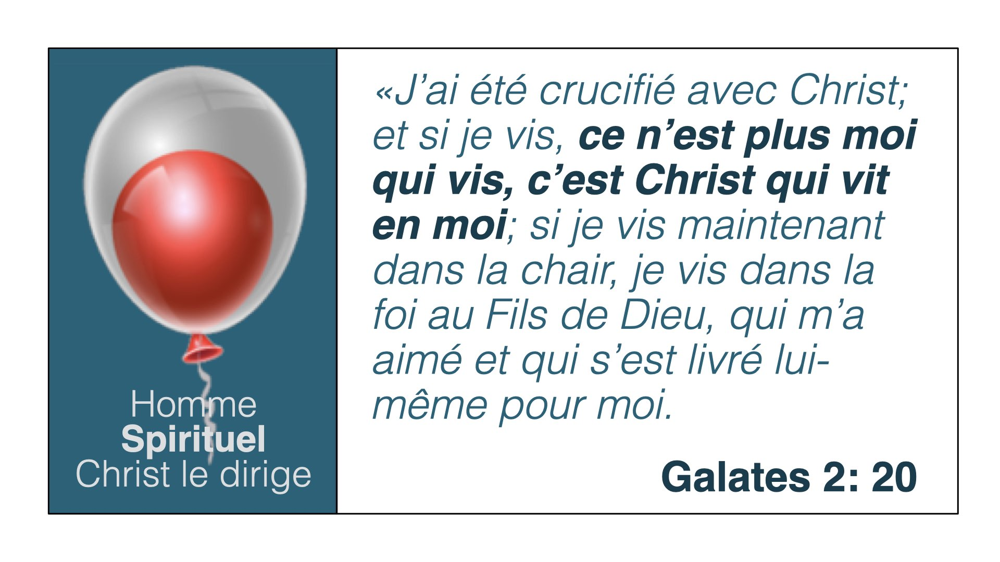 Homme
Spirituel
Christ le dirige
«J’ai été crucifié avec Christ;
et si je vis, ce n’est plus moi
qui vis, c’est Christ qui vit
en moi; si je vis maintenant
dans la chair, je vis dans la
foi au Fils de Dieu, qui m’a
aimé et qui s’est livré lui-
même pour moi.
Galates 2: 20